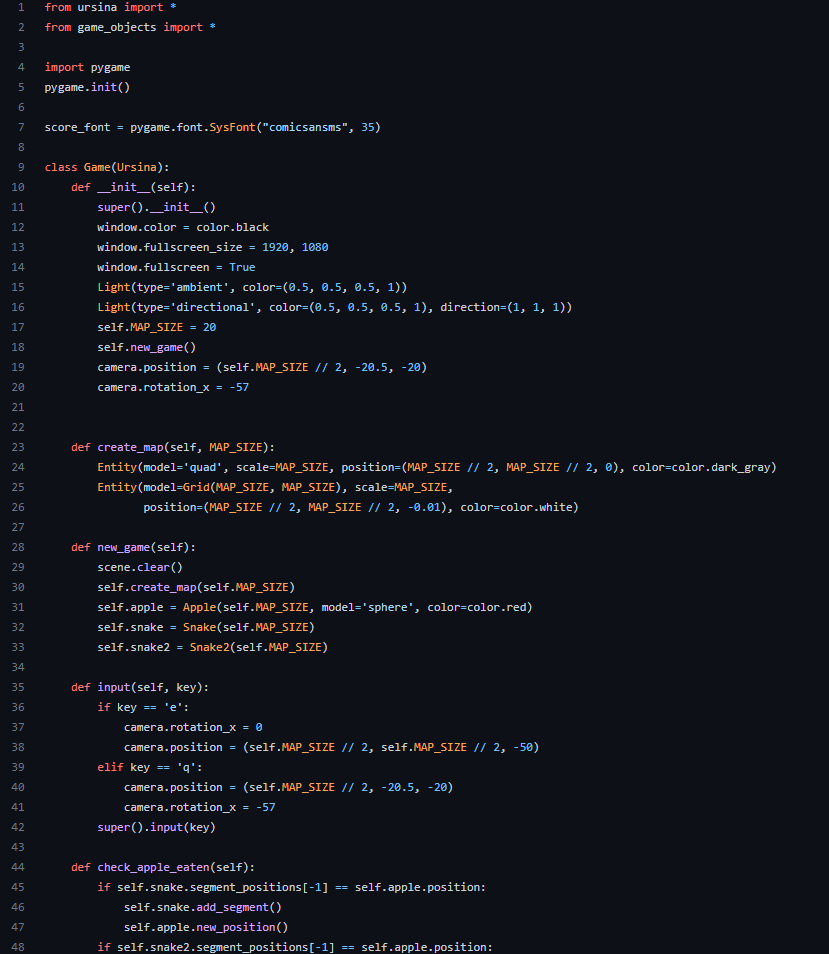 1 from ursina import *
2 from game_objects import *
3
4 import pygame
5 pygame.init()
6
7 score_font = pygame.font.SysFont("comicsansms", 35)
8
9 class Game(Ursina):
10     def __init__(self):
11         super().__init__()
12         window.color = color.black
13         window.fullscreen_size = 1920, 1080
14         window.fullscreen = True
15         Light(type='ambient', color=(0.5, 0.5, 0.5, 1))
16         Light(type='directional', color=(0.5, 0.5, 0.5, 1), direction=(1, 1, 1))
17         self.MAP_SIZE = 20
18         self.new_game()
19         camera.position = (self.MAP_SIZE // 2, -20.5, -20)
20         camera.rotation_x = -57
21
22
23     def create_map(self, MAP_SIZE):
24         Entity(model='quad', scale=MAP_SIZE, position=(MAP_SIZE // 2, MAP_SIZE // 2, 0), color=color.dark_gray)
25         Entity(model=Grid(MAP_SIZE, MAP_SIZE), scale=MAP_SIZE,
26                position=(MAP_SIZE // 2, MAP_SIZE // 2, -0.01), color=color.white)
27
28     def new_game(self):
29         scene.clear()
30         self.create_map(self.MAP_SIZE)
31         self.apple = Apple(self.MAP_SIZE, model='sphere', color=color.red)
32         self.snake = Snake(self.MAP_SIZE)
33         self.snake2 = Snake2(self.MAP_SIZE)
34
35     def input(self, key):
36         if key == 'e':
37             camera.rotation_x = 0
38             camera.position = (self.MAP_SIZE // 2, self.MAP_SIZE // 2, -50)
39         elif key == 'q':
40             camera.position = (self.MAP_SIZE // 2, -20.5, -20)
41             camera.rotation_x = -57
42         super().input(key)
43
44     def check_apple_eaten(self):
45         if self.snake.segment_positions[-1] == self.apple.position:
46             self.snake.add_segment()
47             self.apple.new_position()
48         if self.snake2.segment_positions[-1] == self.apple.position: